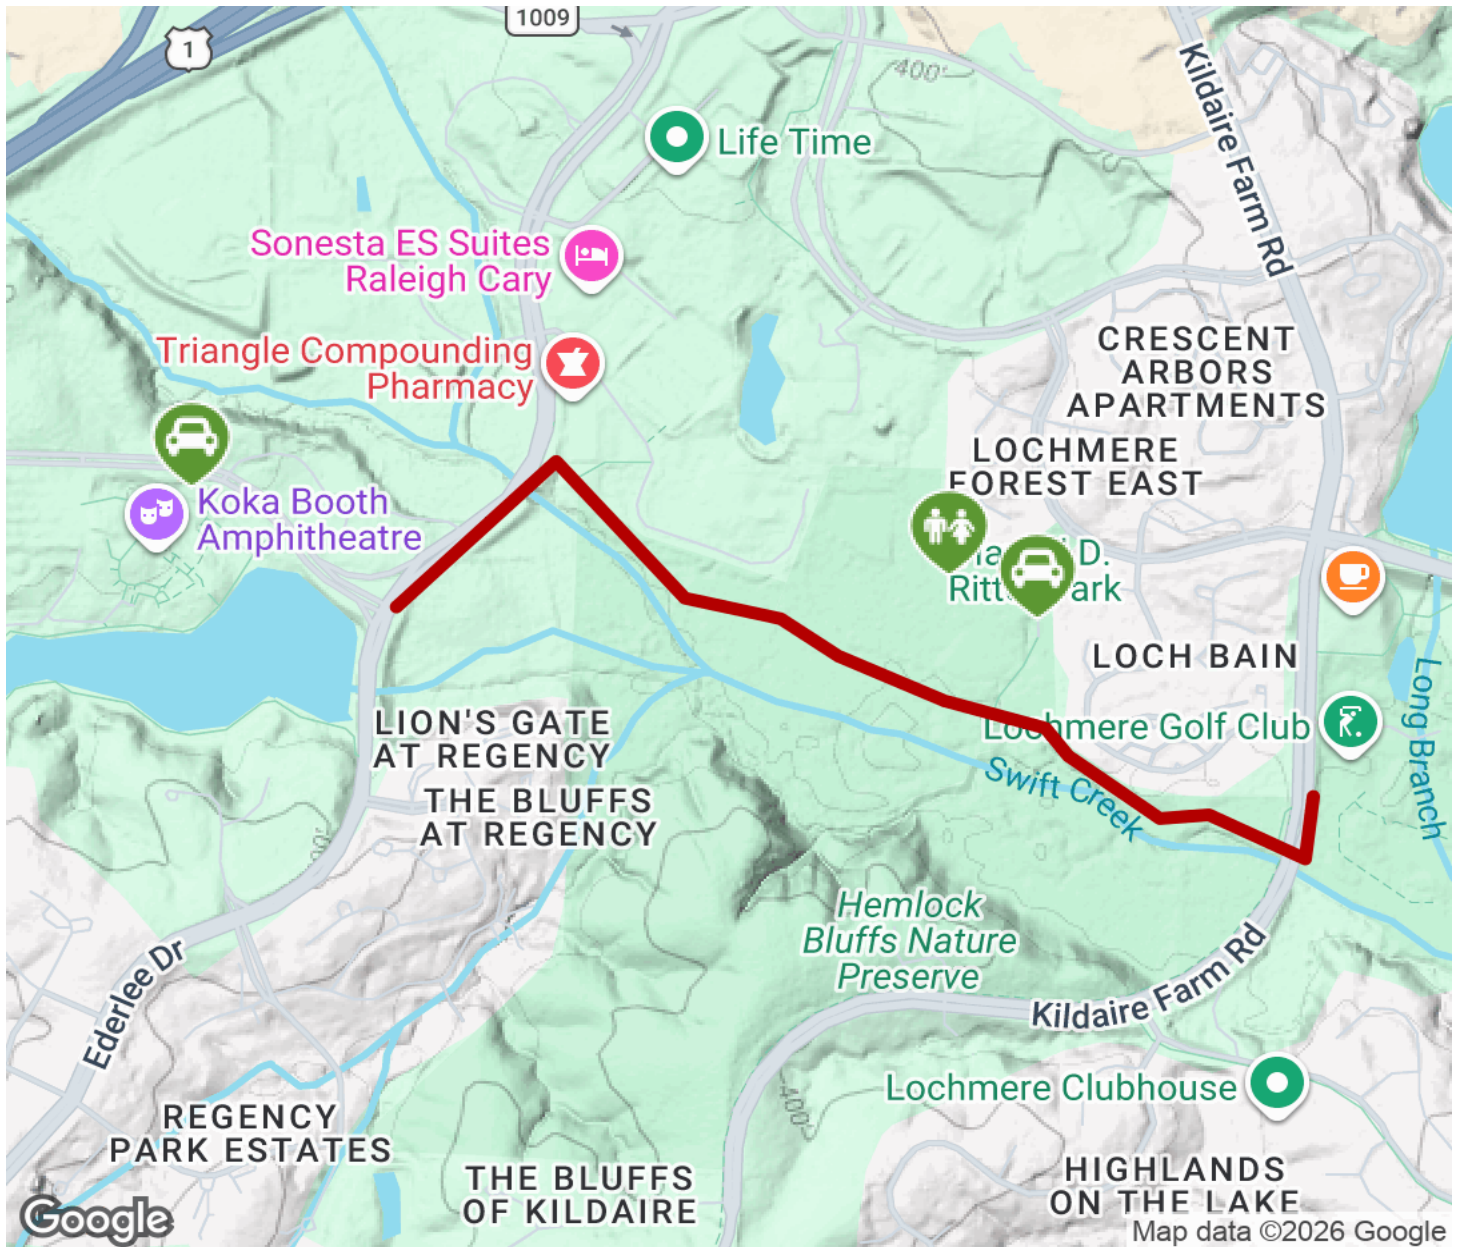 1009
1
Kildaire Farm Rd
400'
Life Time
Sonesta ES Suites
Raleigh Cary
Triangle Compounding
Pharmacy
CRESCENT
ARBORS
APARTMENTS
LOCHMERE
FOREST EAST
Koka Booth
Amphitheatre
D.
Park
LOCH BAIN
Long Branch
LION'S GATE
AT REGENCY
Lochmere Golf Club
Swift Creek
THE BLUFFS
AT REGENCY
Hemlock
Bluffs Nature
Preserve
Kildaire Farm Rd
Ederlee Dr
Lochmere Clubhouse
400'
REGENCY
PARK ESTATES
THE BLUFFS
OF KILDAIRE
HIGHLANDS
ON THE LAKE
Google
Map data ©2026 Google